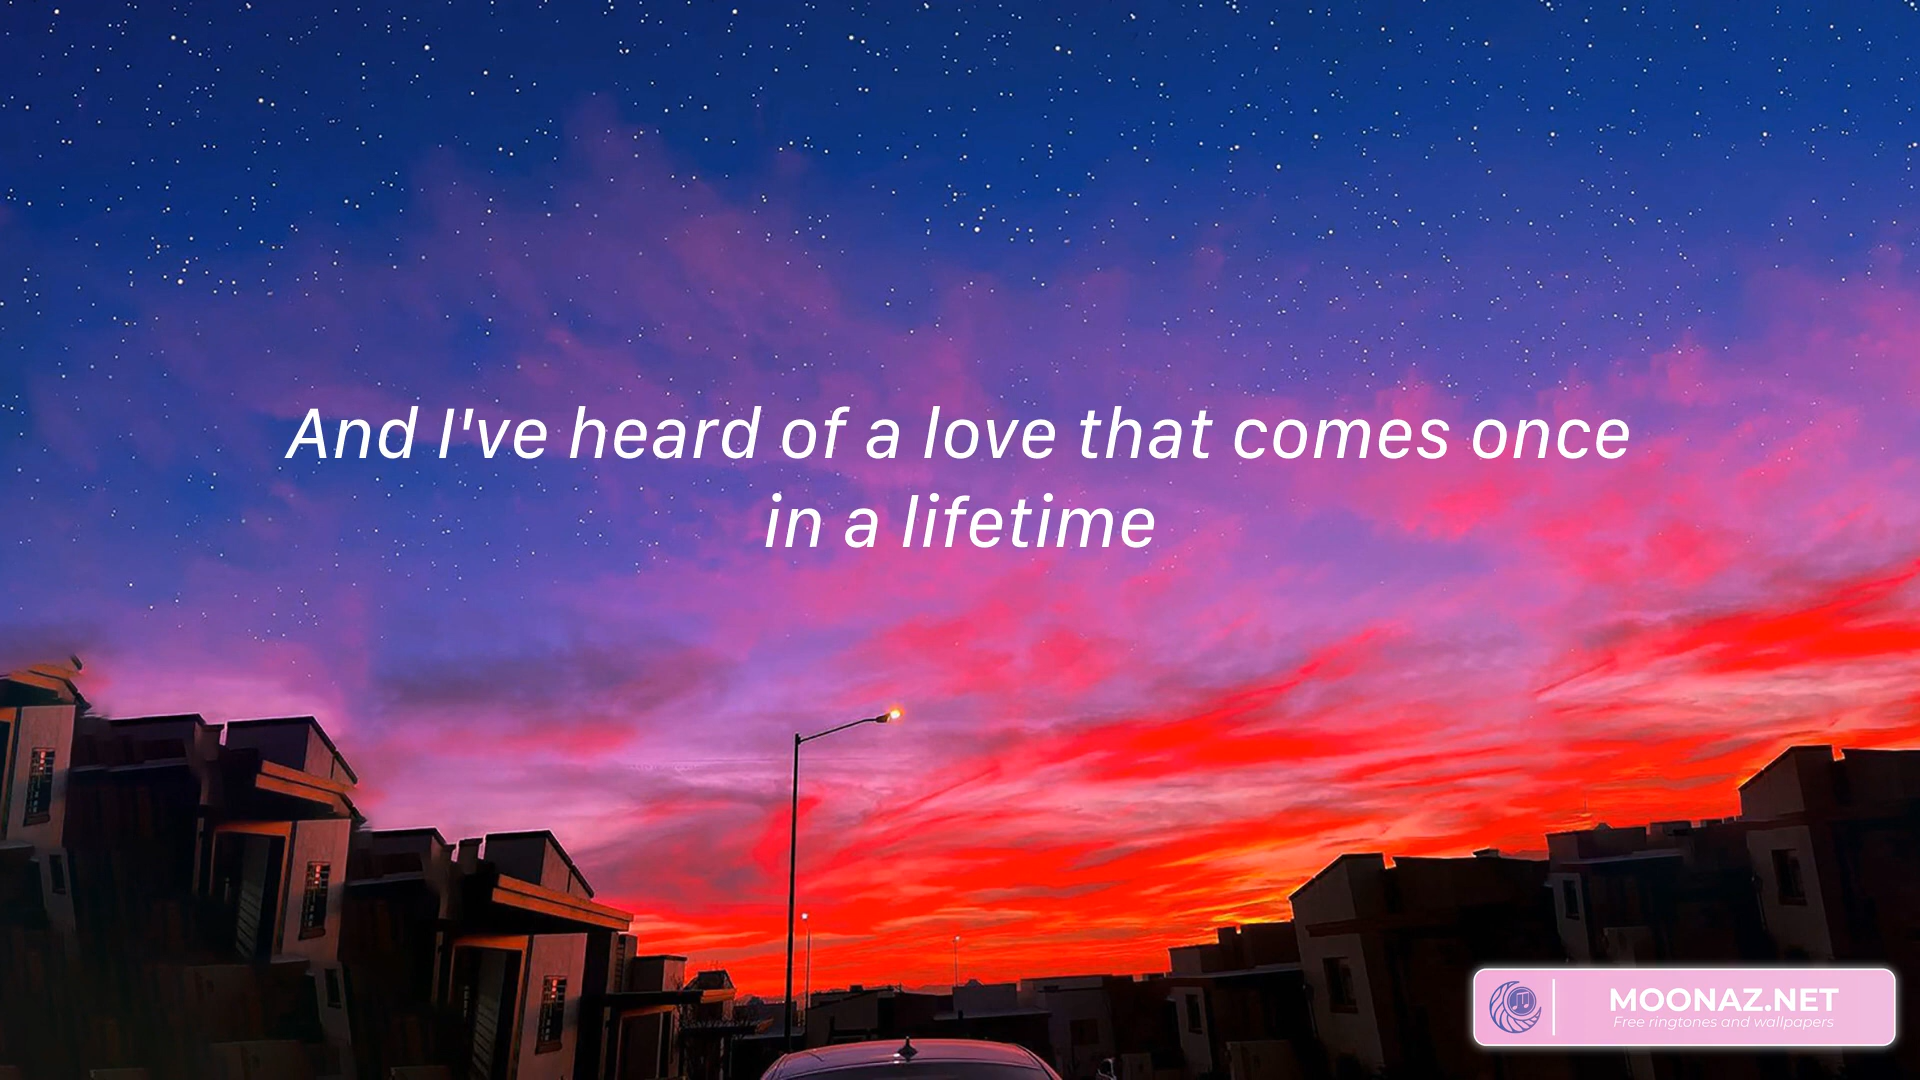 And I've heard of a love that comes once
in a lifetime
MOONAZ.NET
Free ringtones and wallpapers